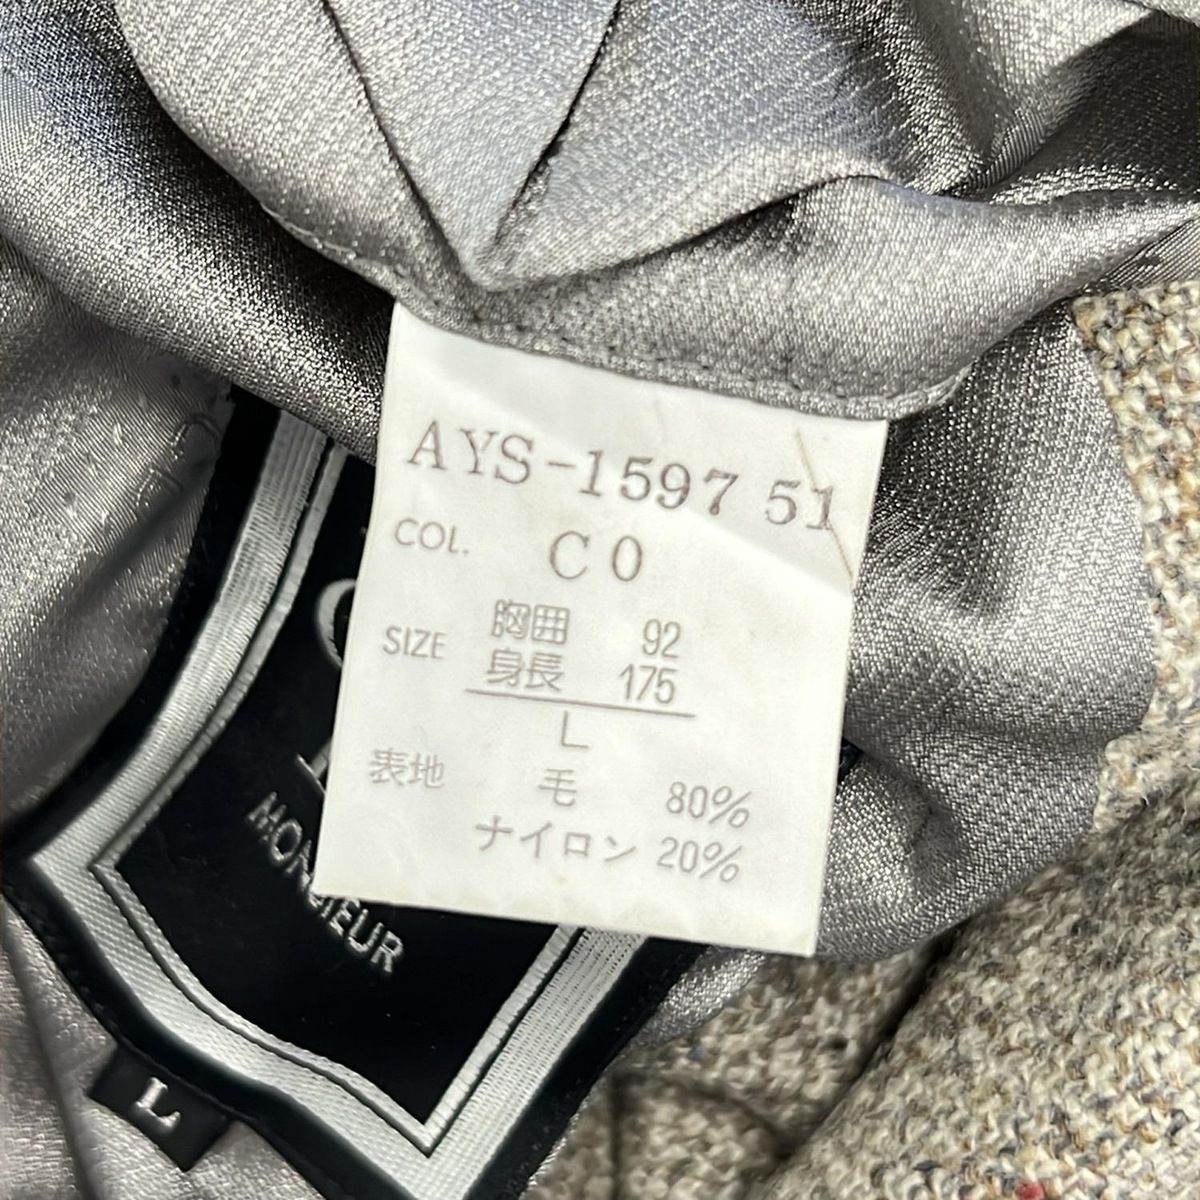 AYS-1597 51
COL. C0
SIZE 胸囲 92
身長 175
L
表地 毛 80%
ナイロン 20%
MONSIEUR
L